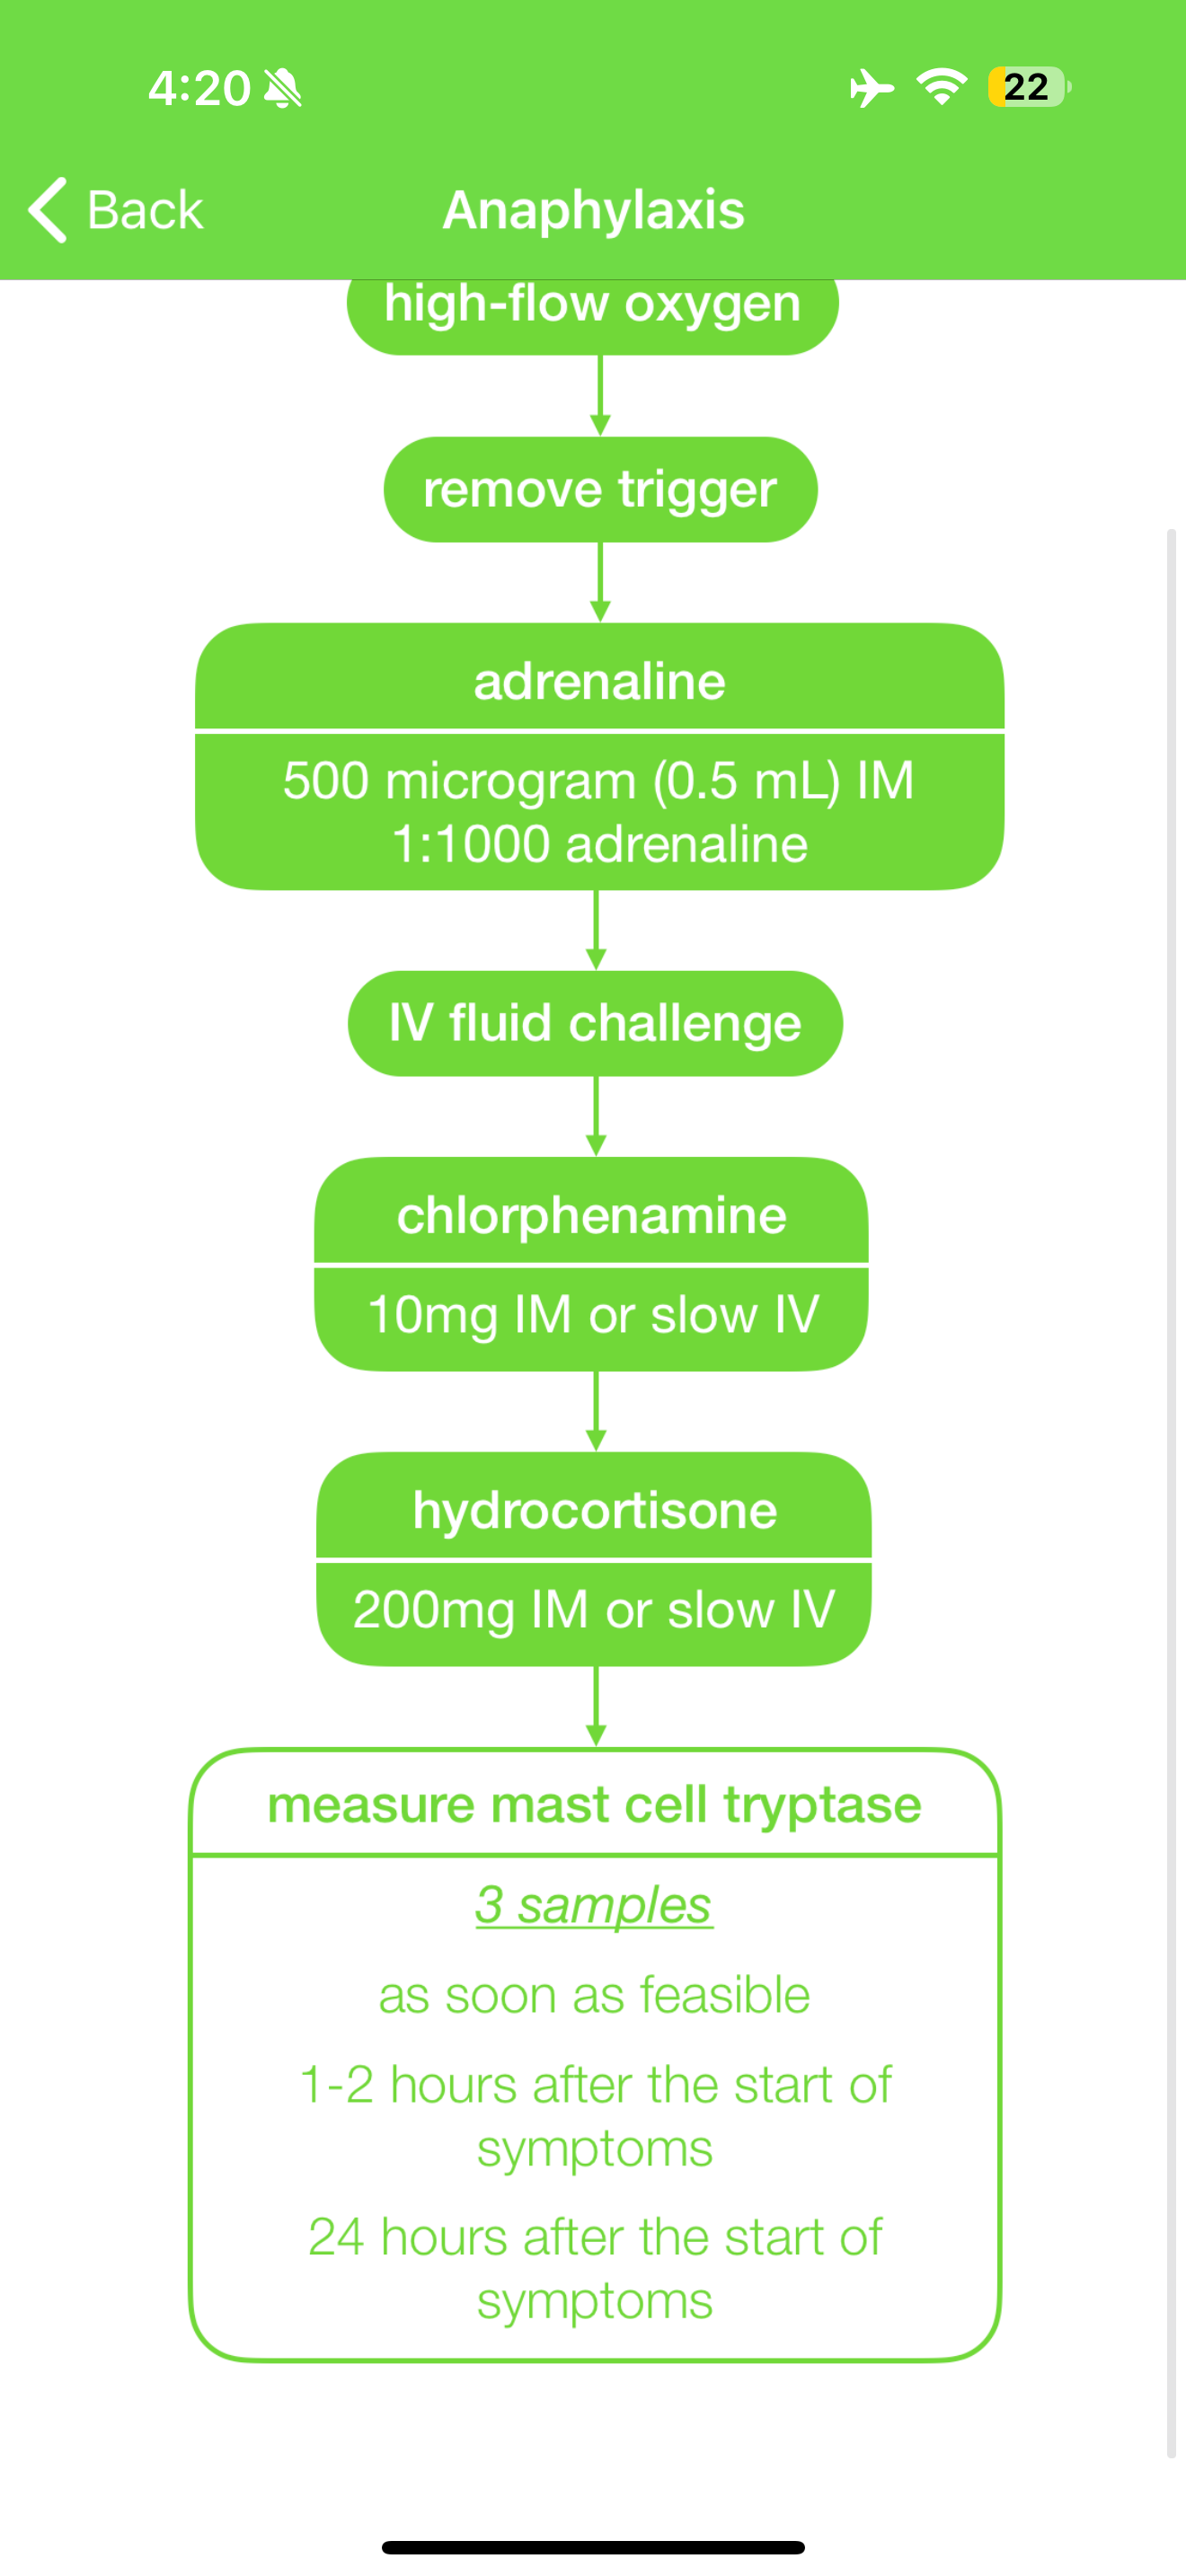 4:20
22
Back
Anaphylaxis
high-flow oxygen
remove trigger
adrenaline
500 microgram (0.5 mL) IM
1:1000 adrenaline
IV fluid challenge
chlorphenamine
10mg IM or slow IV
hydrocortisone
200mg IM or slow IV
measure mast cell tryptase
3 samples
as soon as feasible
1-2 hours after the start of
symptoms
24 hours after the start of
symptoms